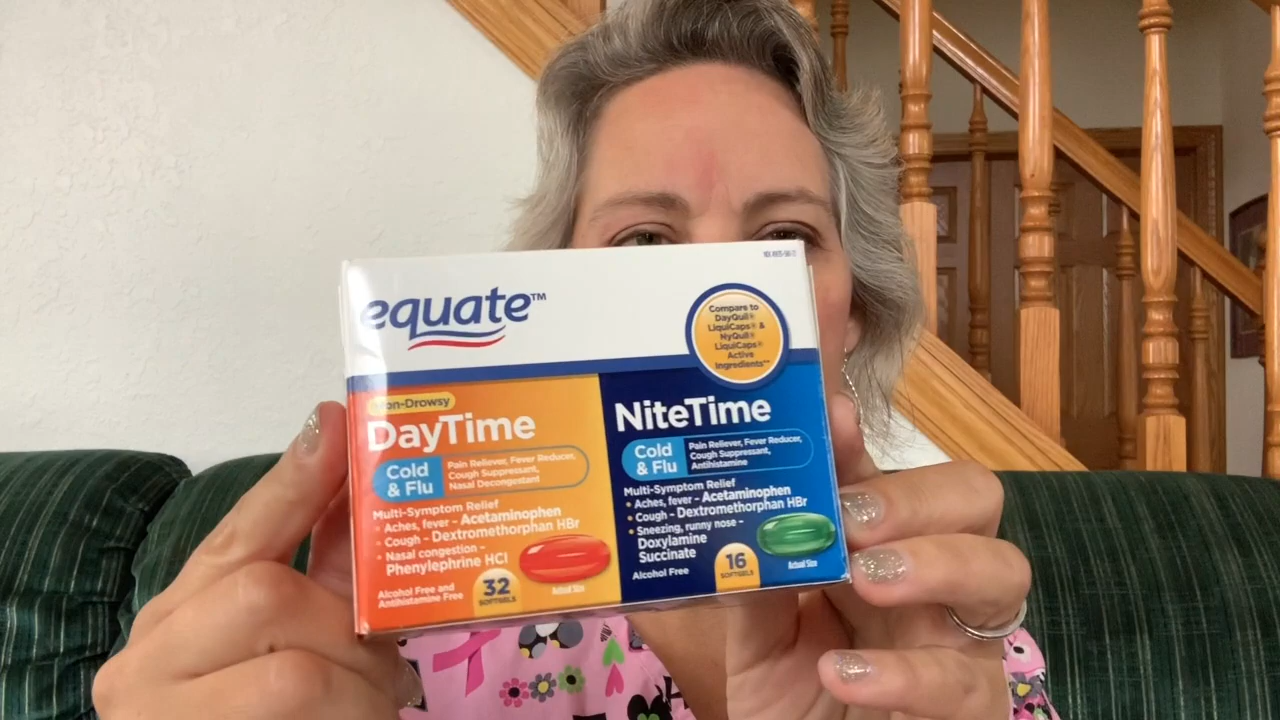 equate™
Compare to
DayQuil®
LiquiCaps® &
NyQuil®
LiquiCaps®
Active
Ingredients**
Non-Drowsy
DayTime
Cold
& Flu
Pain Reliever, Fever Reducer,
Cough Suppressant,
Nasal Decongestant
Multi-Symptom Relief
• Aches, fever – Acetaminophen
• Cough – Dextromethorphan HBr
• Nasal congestion –
Phenylephrine HCl
Alcohol Free and
Antihistamine Free
32
SOFTGELS
Actual Size
NiteTime
Cold
& Flu
Pain Reliever, Fever Reducer,
Cough Suppressant,
Antihistamine
Multi-Symptom Relief
• Aches, fever – Acetaminophen
• Cough – Dextromethorphan HBr
• Sneezing, runny nose –
Doxylamine
Succinate
Alcohol Free
16
SOFTGELS
Actual Size